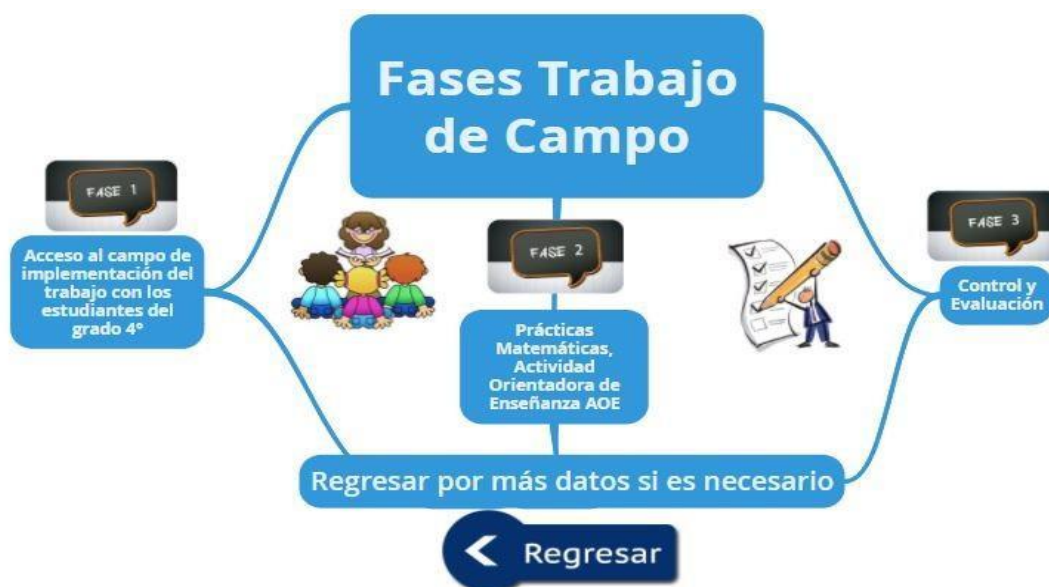 Fases Trabajo
de Campo
FASE 1
Acceso al campo de
implementación del
trabajo con los
estudiantes del
grado 4°
FASE 2
Prácticas
Matemáticas,
Actividad
Orientadora de
Enseñanza AOE
FASE 3
Control y
Evaluación
Regresar por más datos si es necesario
Regresar